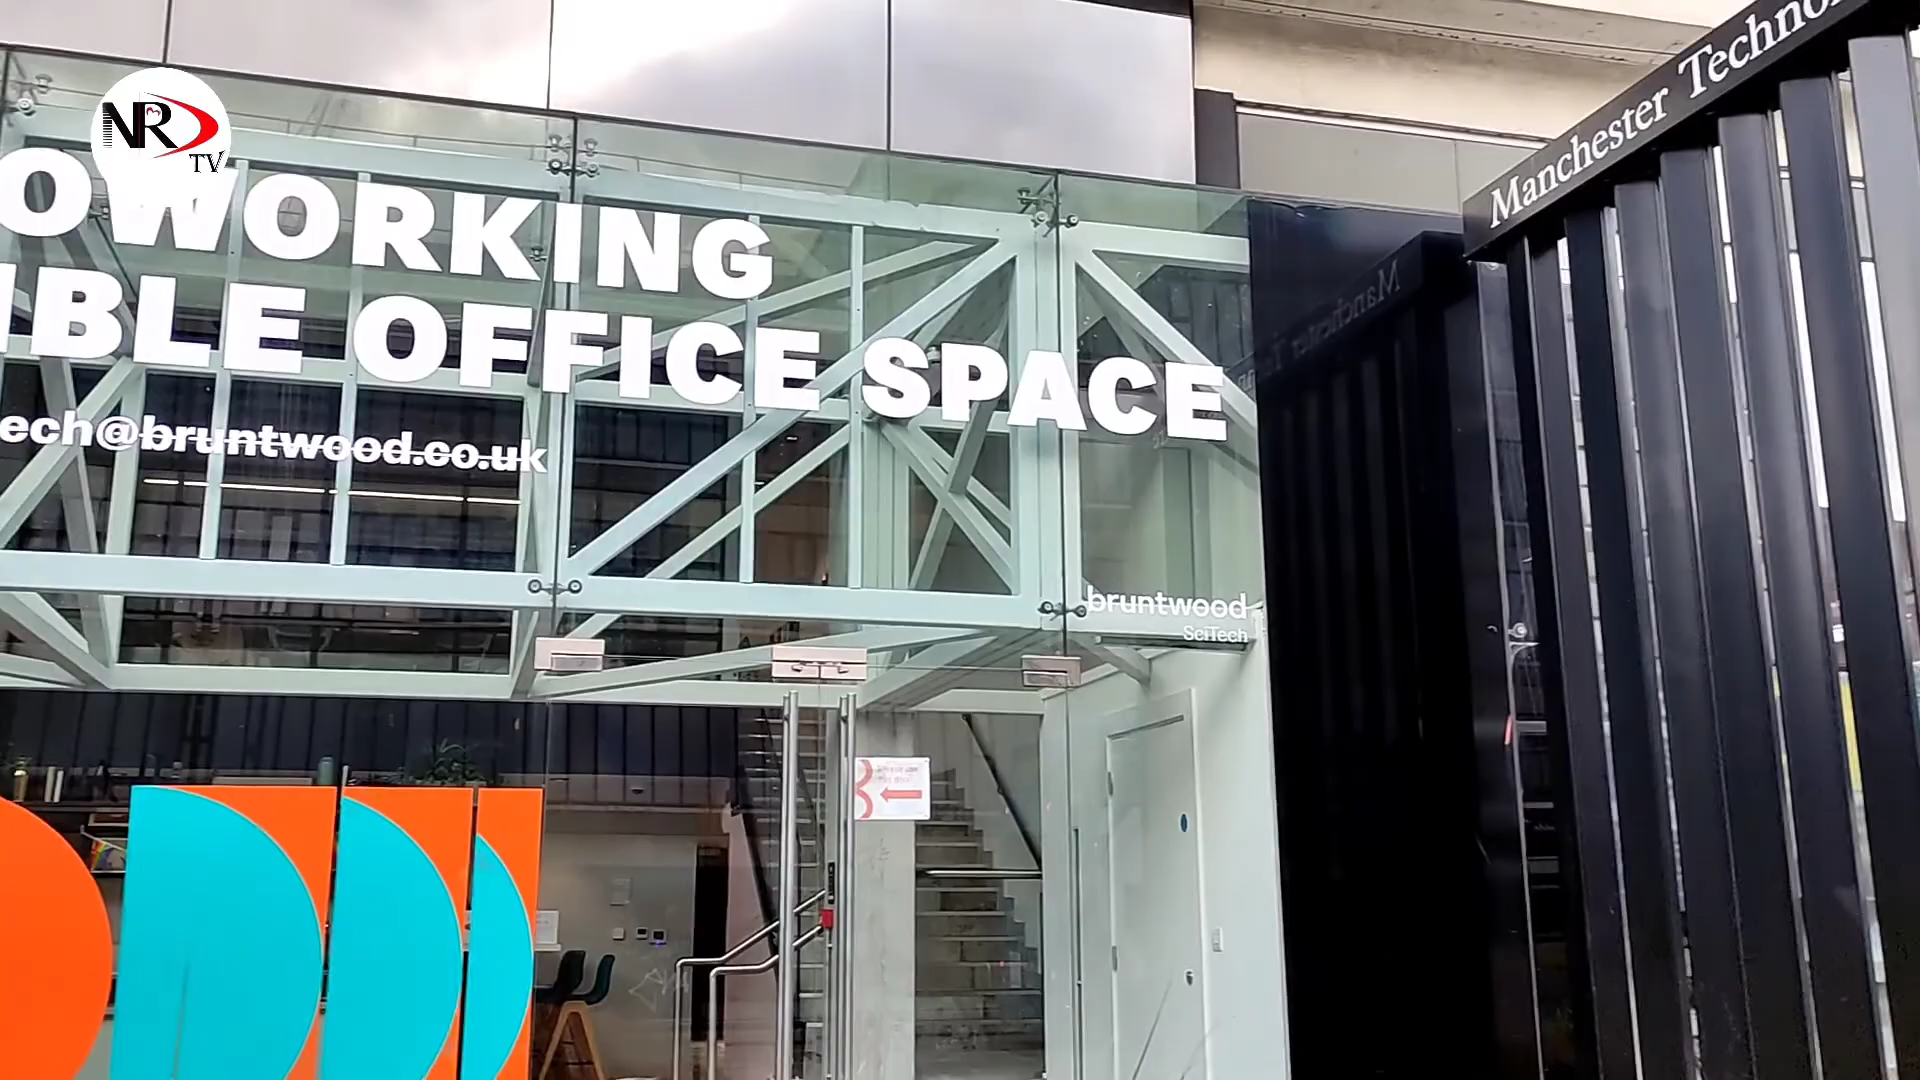 NR
TV
OWORKING
IBLE OFFICE SPACE
ech@bruntwood.co.uk
bruntwood
SciTech
Manchester Techno